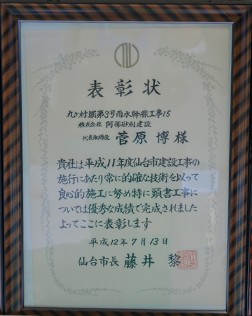 表彰状
九ヶ村堀第3号雨水幹線工事15
株式会社 阿部砂利建設
代表取締役 菅原 博様
貴社は平成11年度仙台市建設工事の
施行にあたり常に的確な技術を以って
良心的施工に努め特に頭書工事に
ついては優秀な成績で完成されました
よってここに表彰します
平成12年7月13日
仙台市長 藤井 黎